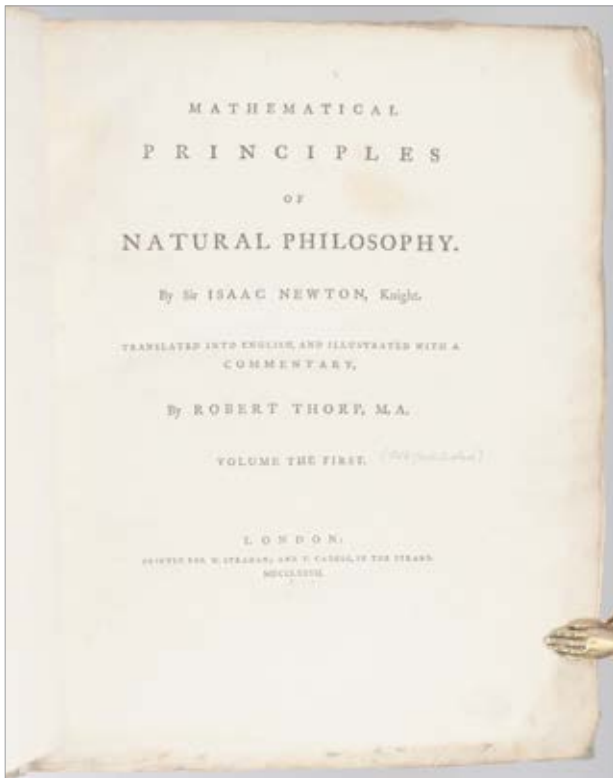 MATHEMATICAL
PRINCIPLES
OF
NATURAL PHILOSOPHY.
By Sir ISAAC NEWTON, Knight.
TRANSLATED INTO ENGLISH, AND ILLUSTRATED WITH A
COMMENTARY,
By ROBERT THORP, M.A.
VOLUME THE FIRST.
LONDON:
PRINTED FOR W. STRAHAN; AND T. CADELL, IN THE STRAND.